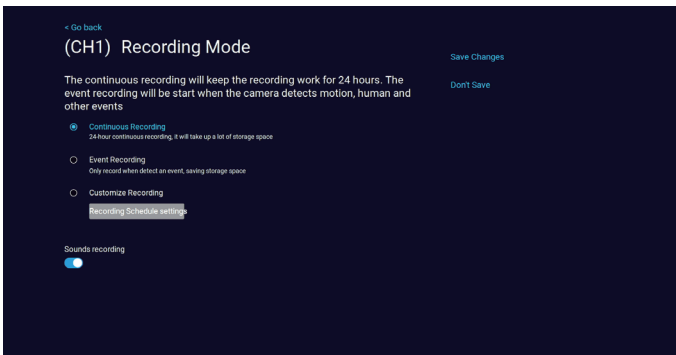 < Go back
(CH1) Recording Mode
Save Changes
The continuous recording will keep the recording work for 24 hours. The
Don't Save
event recording will be start when the camera detects motion, human and
other events
Continuous Recording
24-hour continuous recording, it will take up a lot of storage space
Event Recording
Only record when detect an event, saving storage space
Customize Recording
Recording Schedule settings
Sounds recording